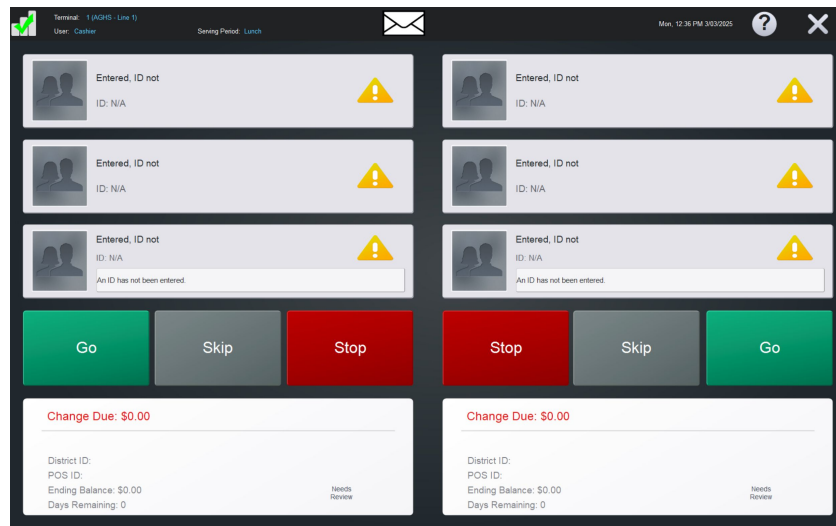 Terminal: 1 (AGHS - Line 1)
User: Cashier Serving Period: Lunch
Mon, 12:36 PM 3/03/2025
?
Entered, ID not
ID: N/A
Entered, ID not
ID: N/A
Entered, ID not
ID: N/A
An ID has not been entered.
Go Skip Stop
Change Due: $0.00
District ID:
POS ID:
Ending Balance: $0.00
Days Remaining: 0
Needs
Review
Entered, ID not
ID: N/A
Entered, ID not
ID: N/A
Entered, ID not
ID: N/A
An ID has not been entered.
Stop Skip Go
Change Due: $0.00
District ID:
POS ID:
Ending Balance: $0.00
Days Remaining: 0
Needs
Review